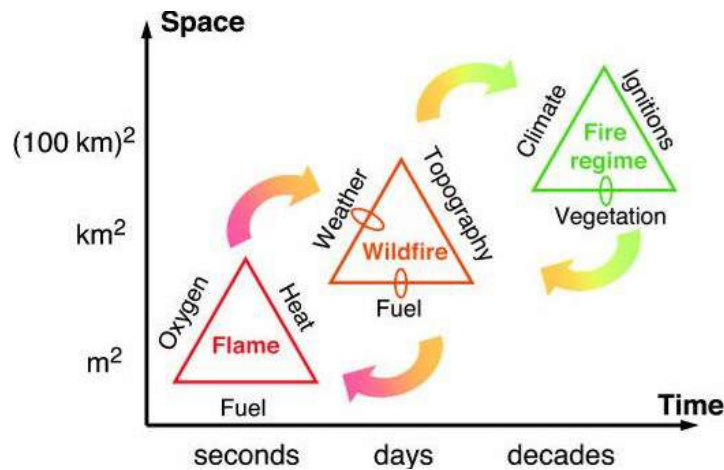 Space
(100 km)²
km²
m²
Oxygen
Heat
Flame
Fuel
Weather
Topography
Wildfire
Fuel
Climate
Ignitions
Fire
regime
Vegetation
Time
seconds
days
decades